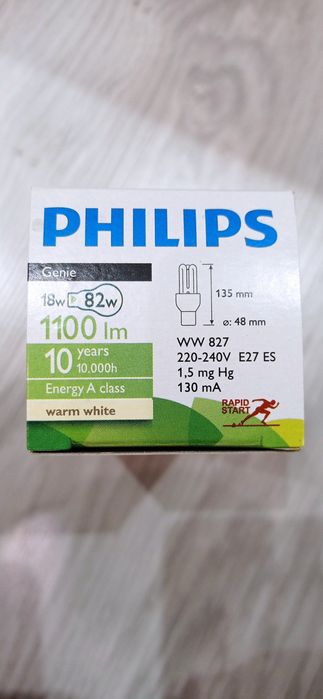 PHILIPS
Genie
18w 82w
1100 lm
10 years
10.000h
Energy A class
warm white
135 mm
ø: 48 mm
WW 827
220-240V E27 ES
1,5 mg Hg
130 mA
RAPID
START